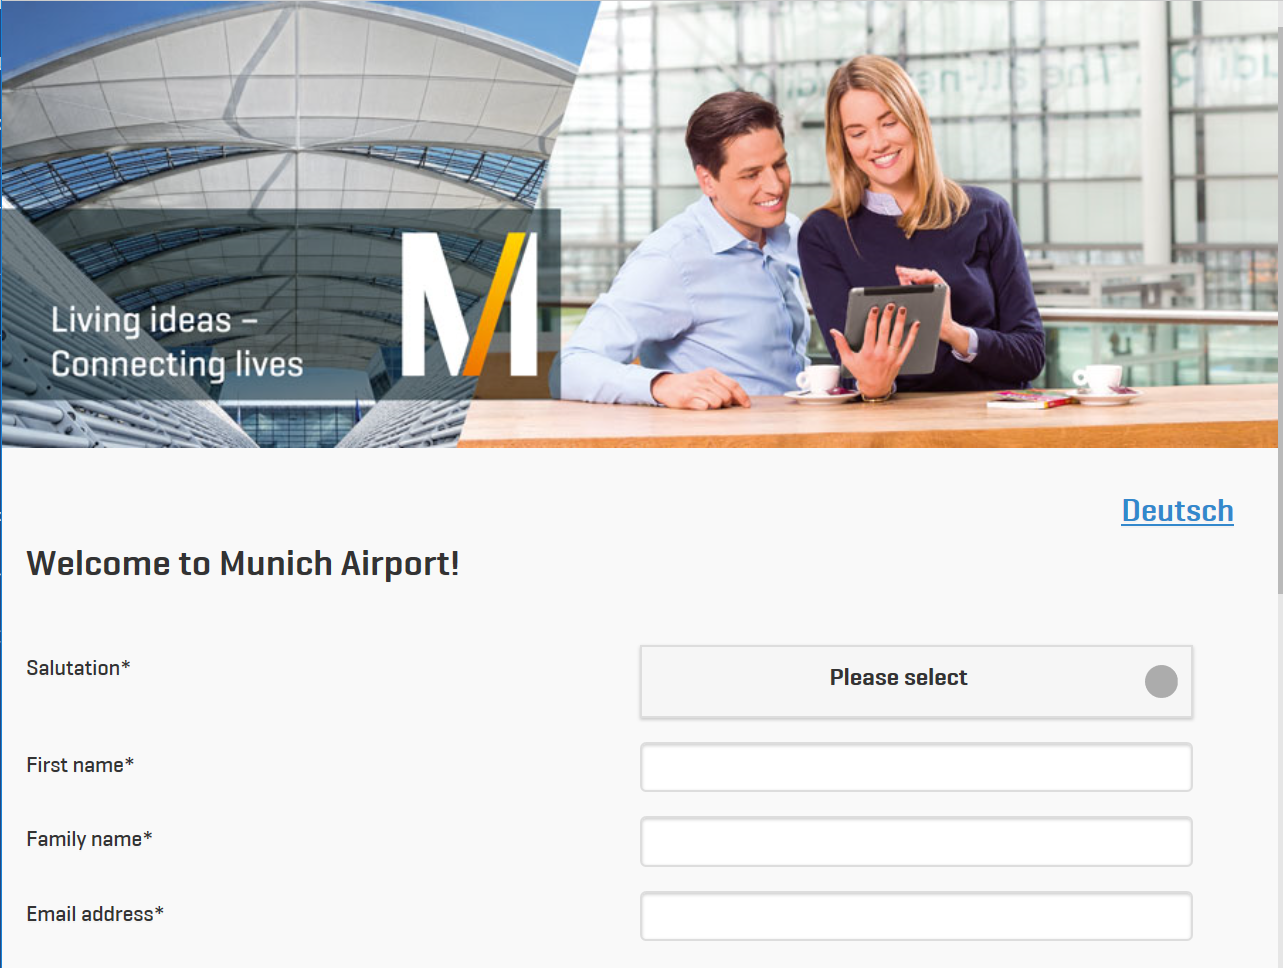 Living ideas –
Connecting lives
M
Deutsch
Welcome to Munich Airport!
Salutation*
Please select
First name*
Family name*
Email address*